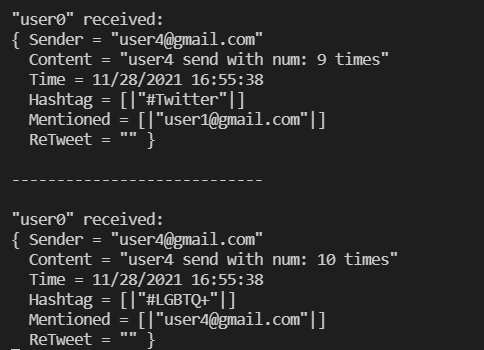 "user0" received:
{ Sender = "user4@gmail.com"
  Content = "user4 send with num: 9 times"
  Time = 11/28/2021 16:55:38
  Hashtag = [|"#Twitter"|]
  Mentioned = [|"user1@gmail.com"|]
  ReTweet = "" }
----------------------------
"user0" received:
{ Sender = "user4@gmail.com"
  Content = "user4 send with num: 10 times"
  Time = 11/28/2021 16:55:38
  Hashtag = [|"#LGBTQ+"|]
  Mentioned = [|"user4@gmail.com"|]
  ReTweet = "" }